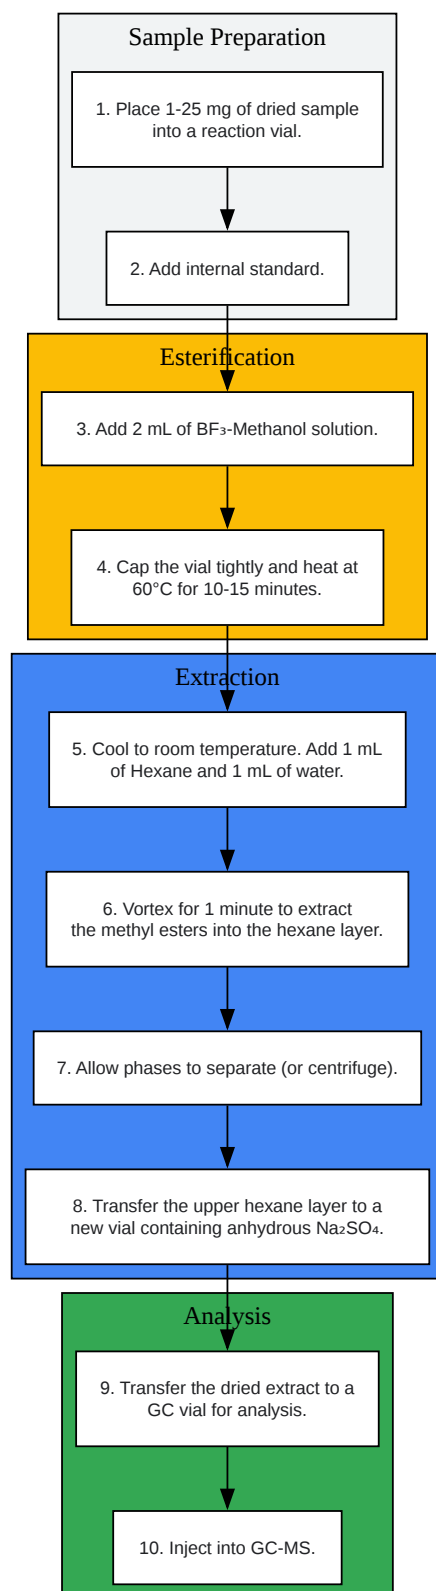 Sample Preparation
1. Place 1-25 mg of dried sample
into a reaction vial.
2. Add internal standard.
Esterification
3. Add 2 mL of BF₃-Methanol solution.
4. Cap the vial tightly and heat at
60°C for 10-15 minutes.
Extraction
5. Cool to room temperature. Add 1 mL
of Hexane and 1 mL of water.
6. Vortex for 1 minute to extract
the methyl esters into the hexane layer.
7. Allow phases to separate (or centrifuge).
8. Transfer the upper hexane layer to a
new vial containing anhydrous Na₂SO₄.
Analysis
9. Transfer the dried extract to a
GC vial for analysis.
10. Inject into GC-MS.